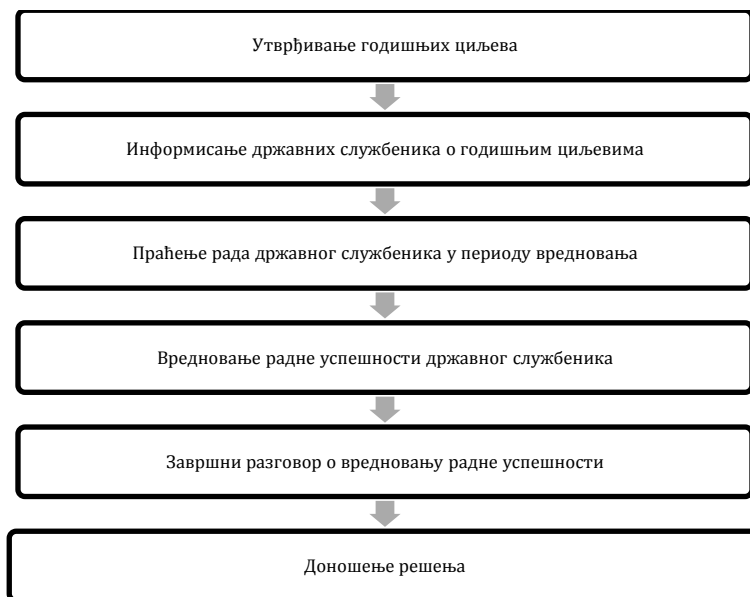 Утврђивање годишњих циљева
Информисање државних службеника о годишњим циљевима
Праћење рада државног службеника у периоду вредновања
Вредновање радне успешности државног службеника
Завршни разговор о вредновању радне успешности
Доношење решења